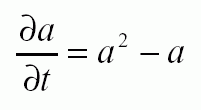 ∂a/∂t = a² − a